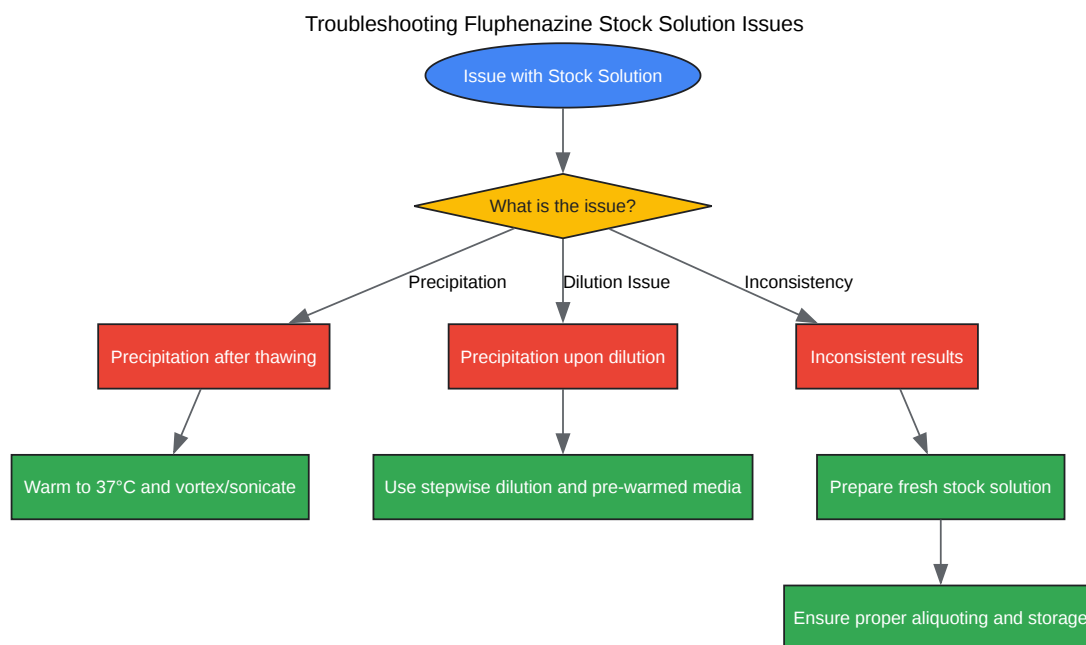 Troubleshooting Fluphenazine Stock Solution Issues
Issue with Stock Solution
What is the issue?
Precipitation
Dilution Issue
Inconsistency
Precipitation after thawing
Precipitation upon dilution
Inconsistent results
Warm to 37°C and vortex/sonicate
Use stepwise dilution and pre-warmed media
Prepare fresh stock solution
Ensure proper aliquoting and storage